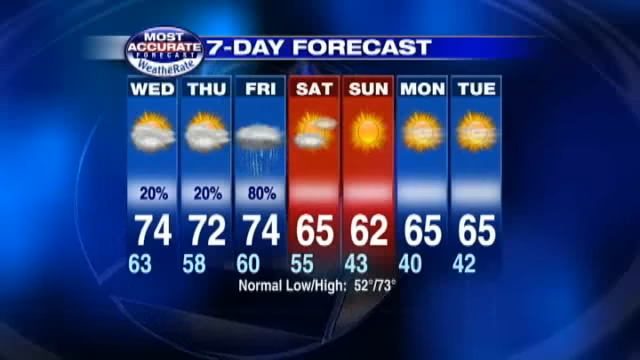 MOST
ACCURATE
FORECAST
WeatheRate
7-DAY FORECAST
WED THU FRI SAT SUN MON TUE
20% 20% 80%
74 72 74 65 62 65 65
63 58 60 55 43 40 42
Normal Low/High: 52°/73°